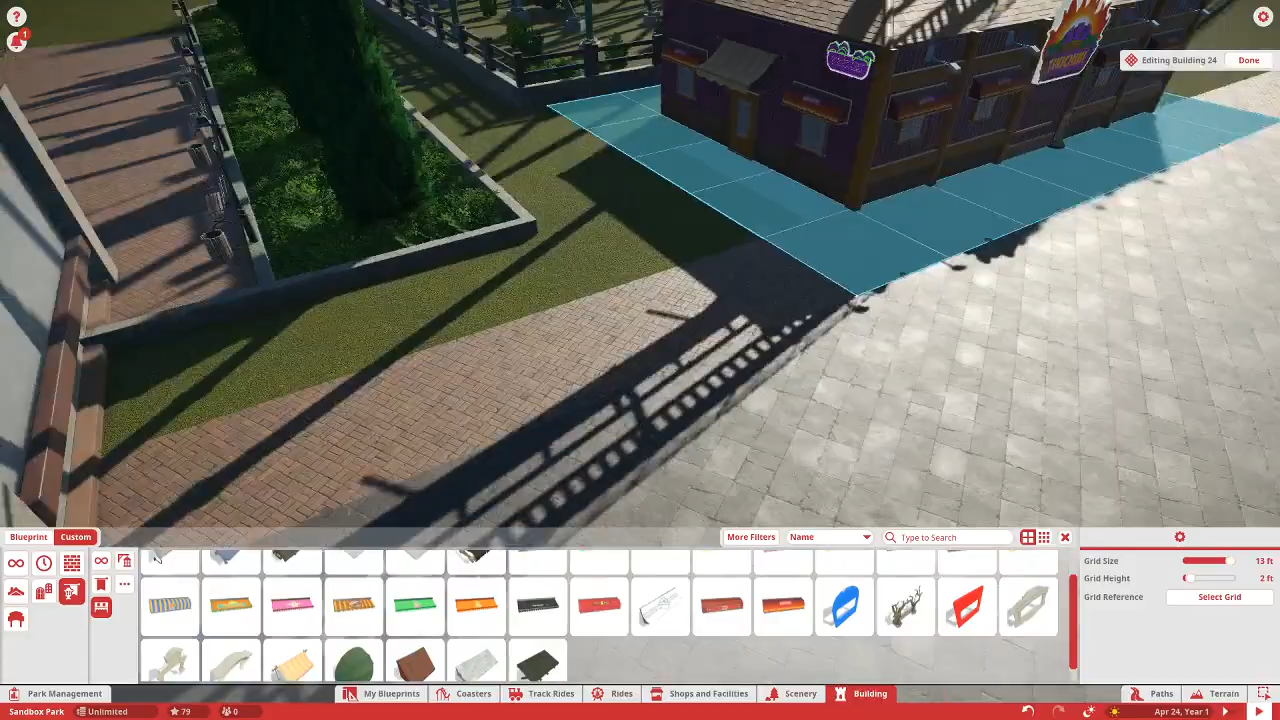 ?
1
Editing Building 24 Done
Blueprint Custom More Filters Name Type to Search
Grid Size 13 ft
Grid Height 2 ft
Grid Reference Select Grid
Park Management My Blueprints Coasters Track Rides Rides Shops and Facilities Scenery Building Paths Terrain
Sandbox Park Unlimited 79 0 Apr 24, Year 1